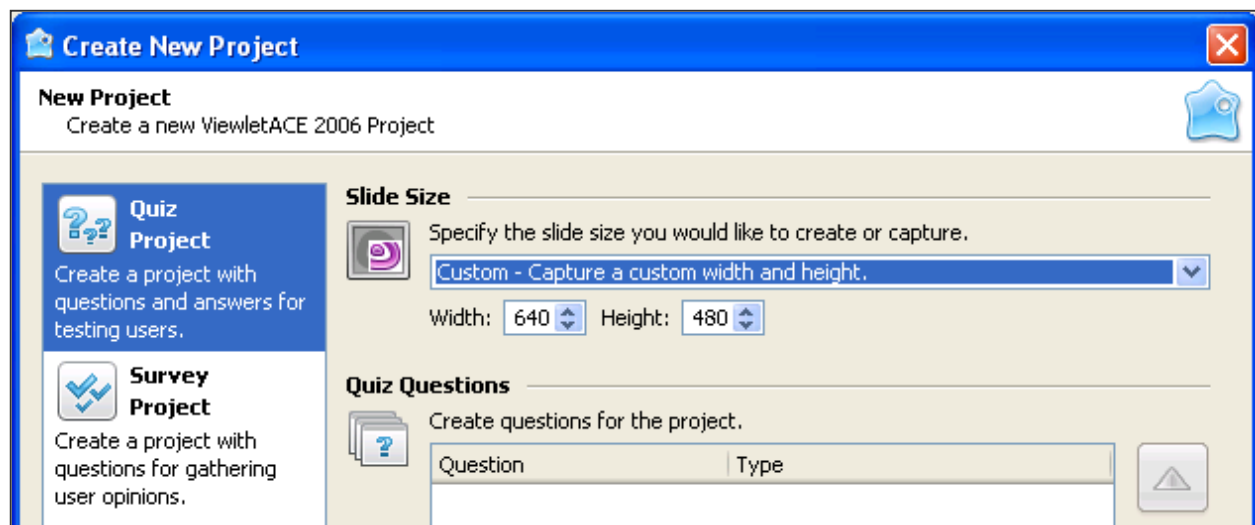 Create New Project
New Project
Create a new ViewletACE 2006 Project
Quiz
Project
Create a project with
questions and answers for
testing users.
Survey
Project
Create a project with
questions for gathering
user opinions.
Slide Size
Specify the slide size you would like to create or capture.
Custom - Capture a custom width and height.
Width: 640 Height: 480
Quiz Questions
Create questions for the project.
Question Type